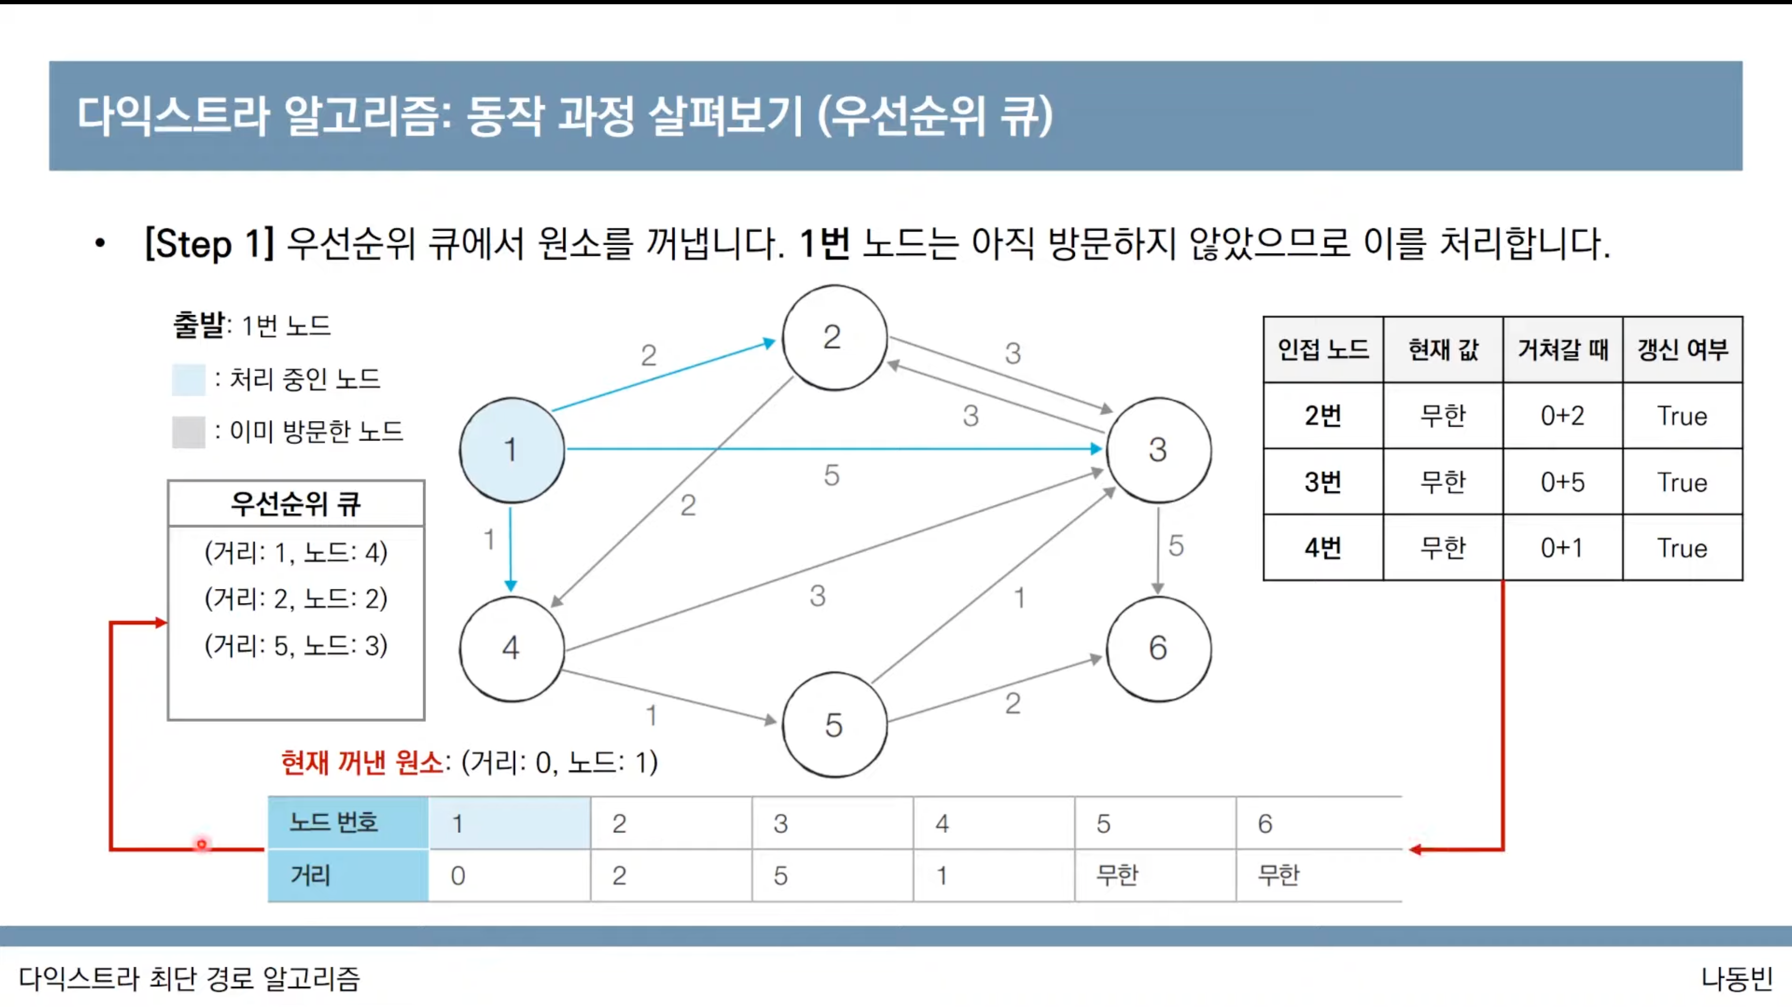 다익스트라 알고리즘: 동작 과정 살펴보기 (우선순위 큐)
• [Step 1] 우선순위 큐에서 원소를 꺼냅니다. 1번 노드는 아직 방문하지 않았으므로 이를 처리합니다.
출발: 1번 노드
: 처리 중인 노드
: 이미 방문한 노드
우선순위 큐
(거리: 1, 노드: 4)
(거리: 2, 노드: 2)
(거리: 5, 노드: 3)
1
2
3
4
5
6
2
3
3
5
2
1
5
3
1
1
2
인접 노드 현재 값 거쳐갈 때 갱신 여부
2번 무한 0+2 True
3번 무한 0+5 True
4번 무한 0+1 True
현재 꺼낸 원소: (거리: 0, 노드: 1)
노드 번호 1 2 3 4 5 6
거리 0 2 5 1 무한 무한
다익스트라 최단 경로 알고리즘
나동빈